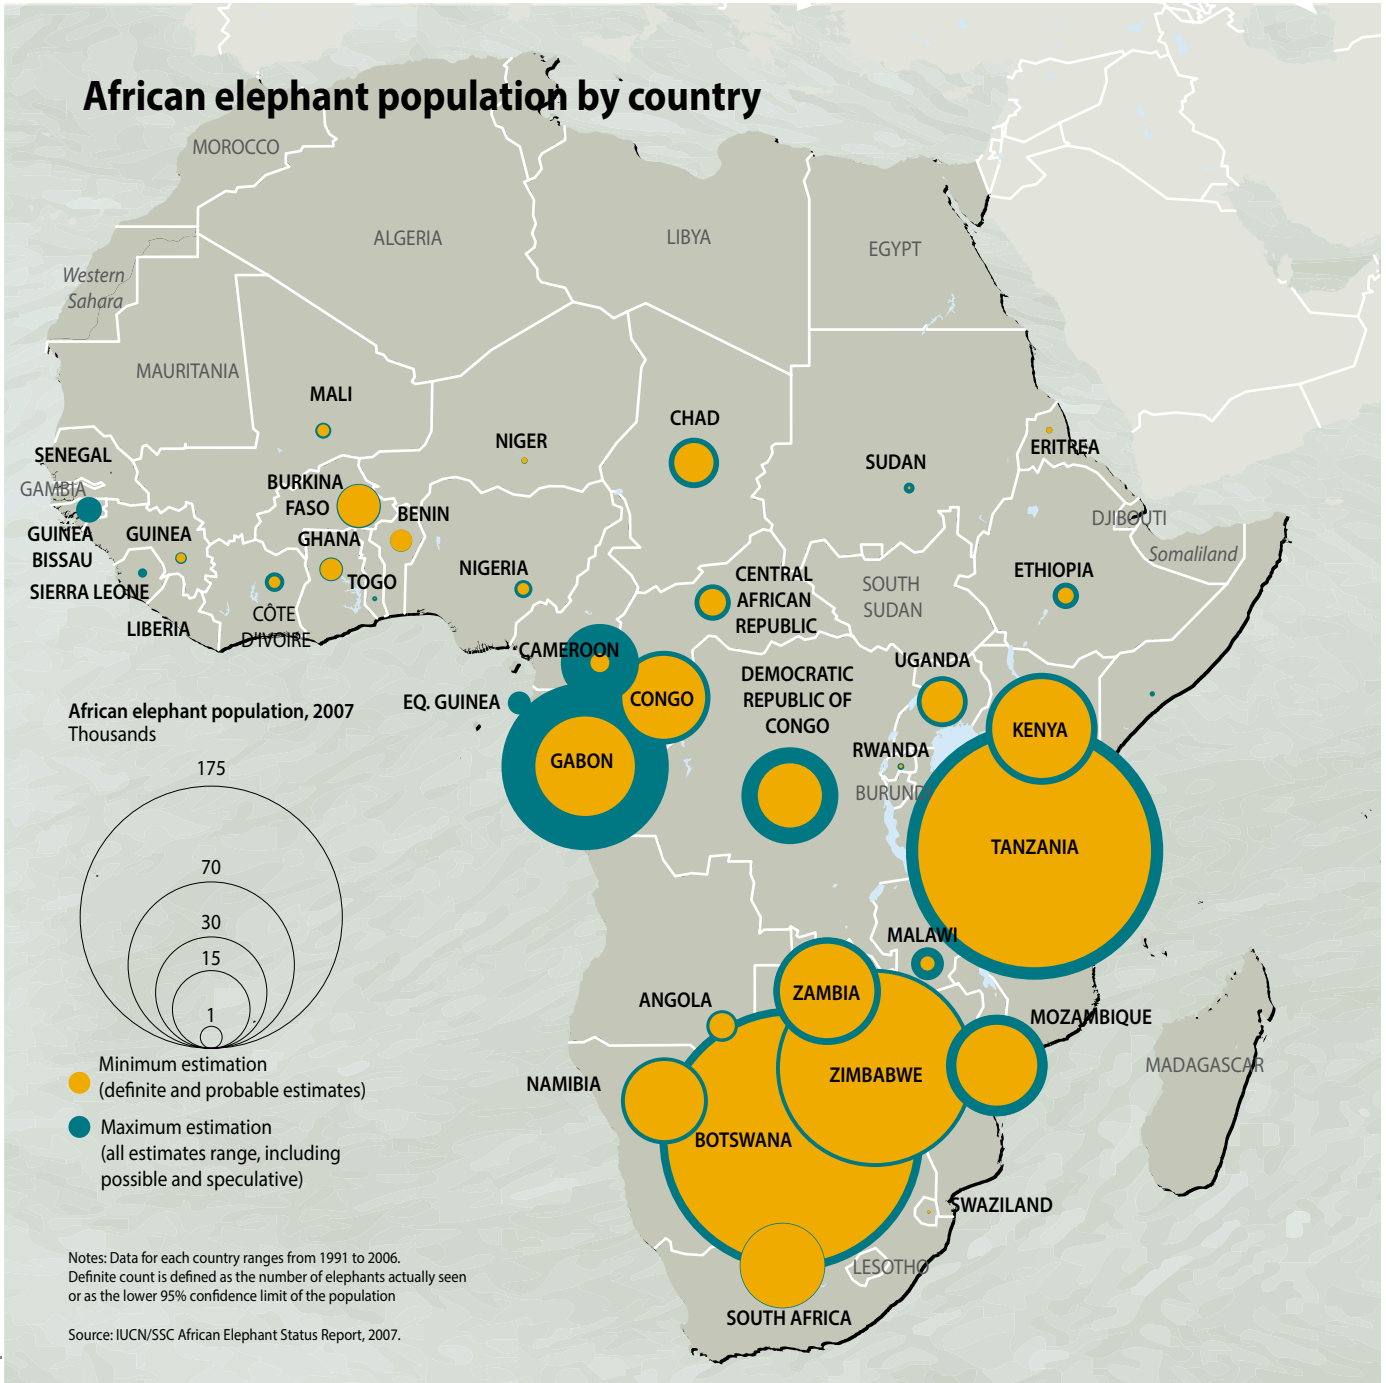 African elephant population by country
MOROCCO
ALGERIA
LIBYA
EGYPT
Western
Sahara
MAURITANIA
MALI
NIGER
CHAD
SUDAN
ERITREA
SENEGAL
GAMBIA
GUINEA
BISSAU
GUINEA
SIERRA LEONE
LIBERIA
BURKINA
FASO
BENIN
GHANA
TOGO
CÔTE
D'IVOIRE
NIGERIA
CENTRAL
AFRICAN
REPUBLIC
SOUTH
SUDAN
DJIBOUTI
Somaliland
ETHIOPIA
CAMEROON
EQ. GUINEA
CONGO
GABON
DEMOCRATIC
REPUBLIC OF
CONGO
UGANDA
KENYA
RWANDA
BURUNDI
TANZANIA
MALAWI
ANGOLA
ZAMBIA
MOZAMBIQUE
MADAGASCAR
NAMIBIA
ZIMBABWE
BOTSWANA
SWAZILAND
LESOTHO
SOUTH AFRICA
African elephant population, 2007
Thousands
175
70
30
15
1
Minimum estimation
(definite and probable estimates)
Maximum estimation
(all estimates range, including
possible and speculative)
Notes: Data for each country ranges from 1991 to 2006.
Definite count is defined as the number of elephants actually seen
or as the lower 95% confidence limit of the population
Source: IUCN/SSC African Elephant Status Report, 2007.